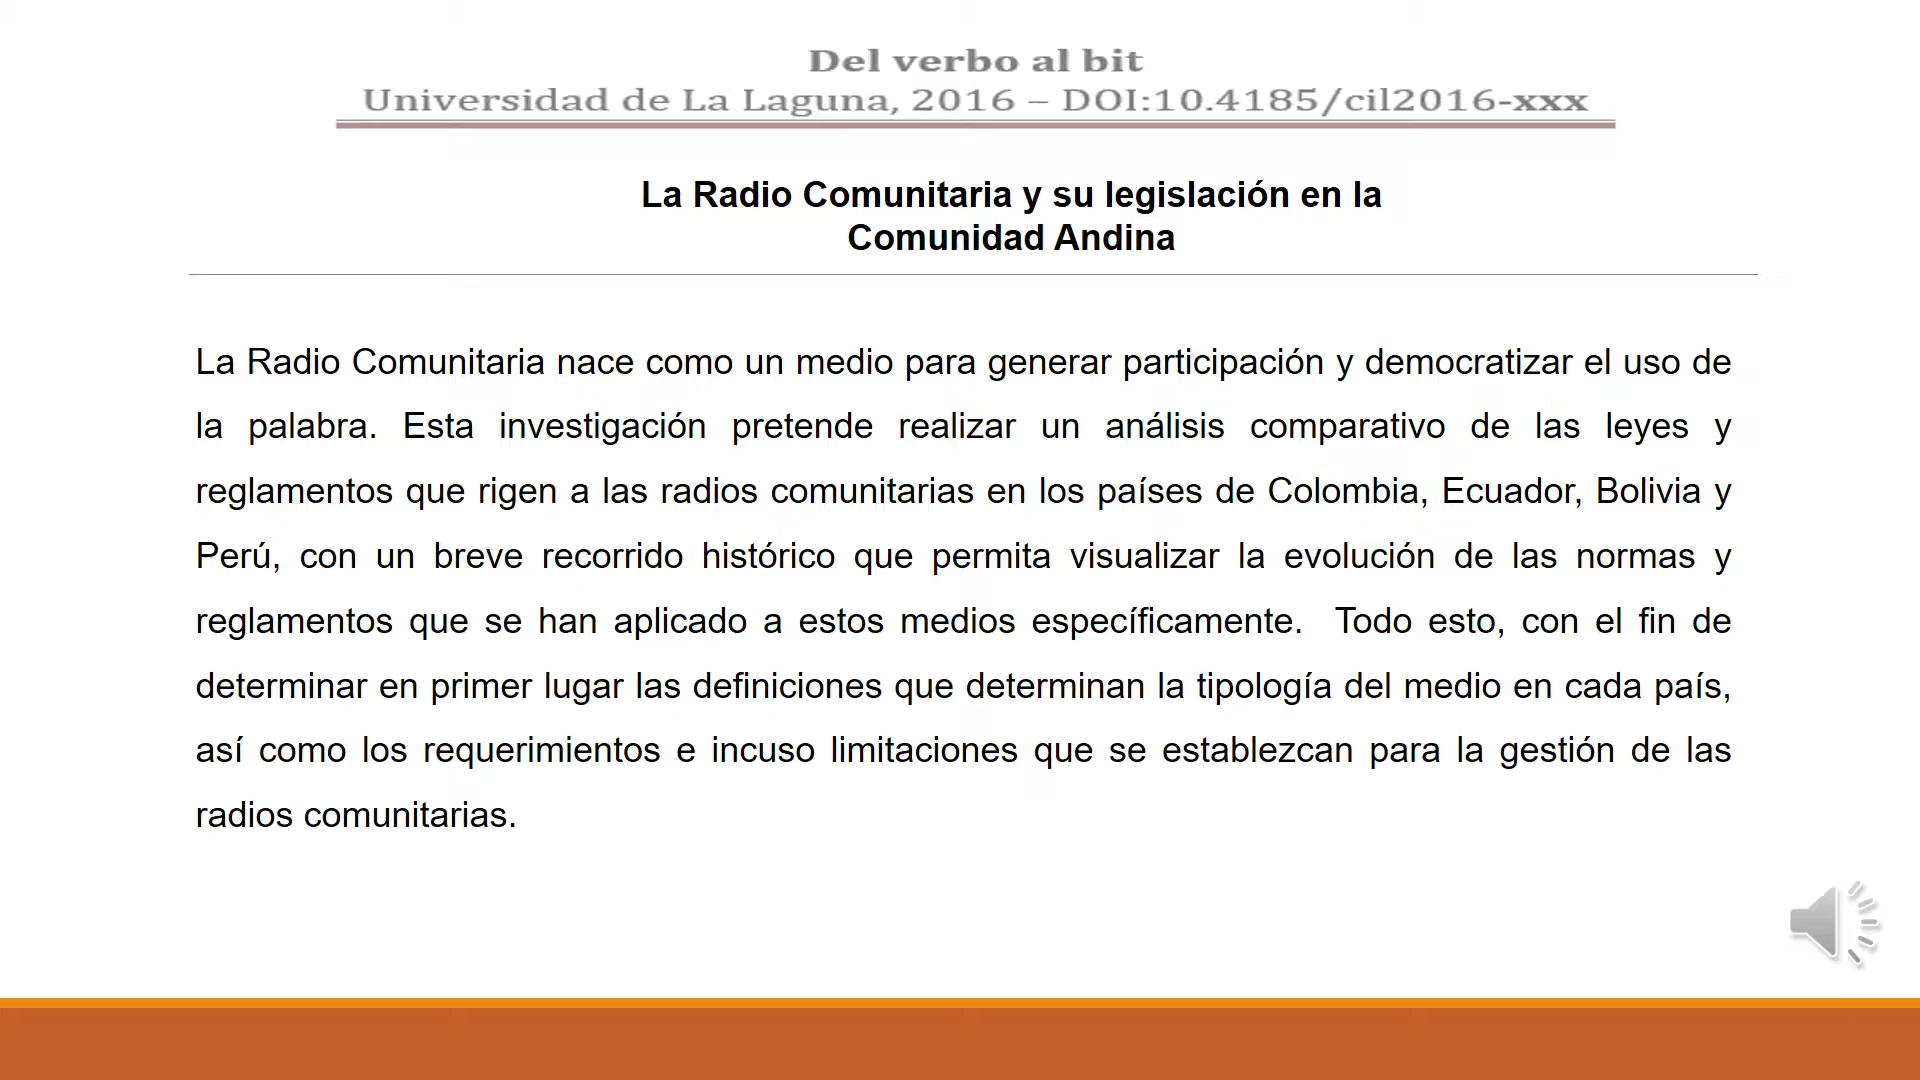 Del verbo al bit
Universidad de La Laguna, 2016 – DOI:10.4185/cil2016-xxx
La Radio Comunitaria y su legislación en la
Comunidad Andina
La Radio Comunitaria nace como un medio para generar participación y democratizar el uso de
la palabra. Esta investigación pretende realizar un análisis comparativo de las leyes y
reglamentos que rigen a las radios comunitarias en los países de Colombia, Ecuador, Bolivia y
Perú, con un breve recorrido histórico que permita visualizar la evolución de las normas y
reglamentos que se han aplicado a estos medios específicamente.  Todo esto, con el fin de
determinar en primer lugar las definiciones que determinan la tipología del medio en cada país,
así como los requerimientos e incuso limitaciones que se establezcan para la gestión de las
radios comunitarias.